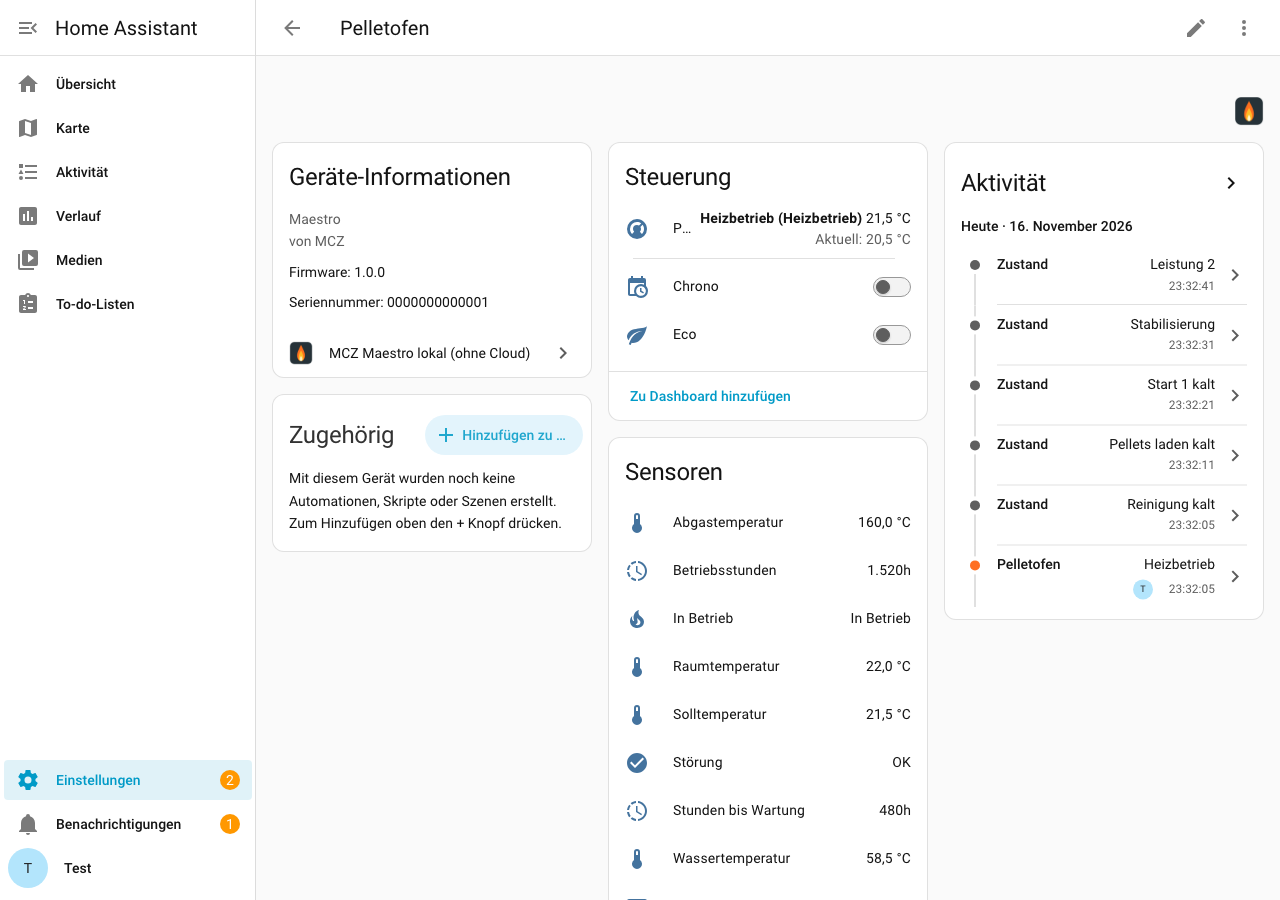 Home Assistant
Übersicht
Karte
Aktivität
Verlauf
Medien
To-do-Listen
Einstellungen
2
Benachrichtigungen
1
T
Test
Pelletofen
Geräte-Informationen
Maestro
von MCZ
Firmware: 1.0.0
Seriennummer: 0000000000001
MCZ Maestro lokal (ohne Cloud)
Zugehörig
Hinzufügen zu ...
Mit diesem Gerät wurden noch keine
Automationen, Skripte oder Szenen erstellt.
Zum Hinzufügen oben den + Knopf drücken.
Steuerung
P... Heizbetrieb (Heizbetrieb) 21,5 °C
Aktuell: 20,5 °C
Chrono
Eco
Zu Dashboard hinzufügen
Sensoren
Abgastemperatur 160,0 °C
Betriebsstunden 1.520h
In Betrieb In Betrieb
Raumtemperatur 22,0 °C
Solltemperatur 21,5 °C
Störung OK
Stunden bis Wartung 480h
Wassertemperatur 58,5 °C
Aktivität
Heute · 16. November 2026
Zustand Leistung 2
23:32:41
Zustand Stabilisierung
23:32:31
Zustand Start 1 kalt
23:32:21
Zustand Pellets laden kalt
23:32:11
Zustand Reinigung kalt
23:32:05
Pelletofen Heizbetrieb
T 23:32:05